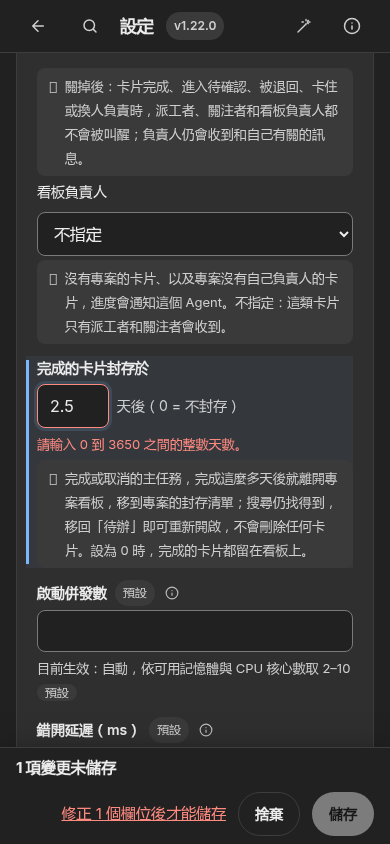 設定 v1.22.0
關掉後：卡片完成、進入待確認、被退回、卡住
或換人負責時，派工者、關注者和看板負責人都
不會被叫醒；負責人仍會收到和自己有關的訊
息。
看板負責人
不指定
沒有專案的卡片、以及專案沒有自己負責人的卡
片，進度會通知這個 Agent。不指定：這類卡片
只有派工者和關注者會收到。
完成的卡片封存於
2.5 天後（0 = 不封存）
請輸入 0 到 3650 之間的整數天數。
完成或取消的主任務，完成這麼多天後就離開專
案看板，移到專案的封存清單；搜尋仍找得到，
移回「待辦」即可重新開啟，不會刪除任何卡
片。設為 0 時，完成的卡片都留在看板上。
啟動併發數 預設
目前生效：自動，依可用記憶體與 CPU 核心數取 2–10
預設
錯開延遲（ms） 預設
1 項變更未儲存
修正 1 個欄位後才能儲存 捨棄 儲存